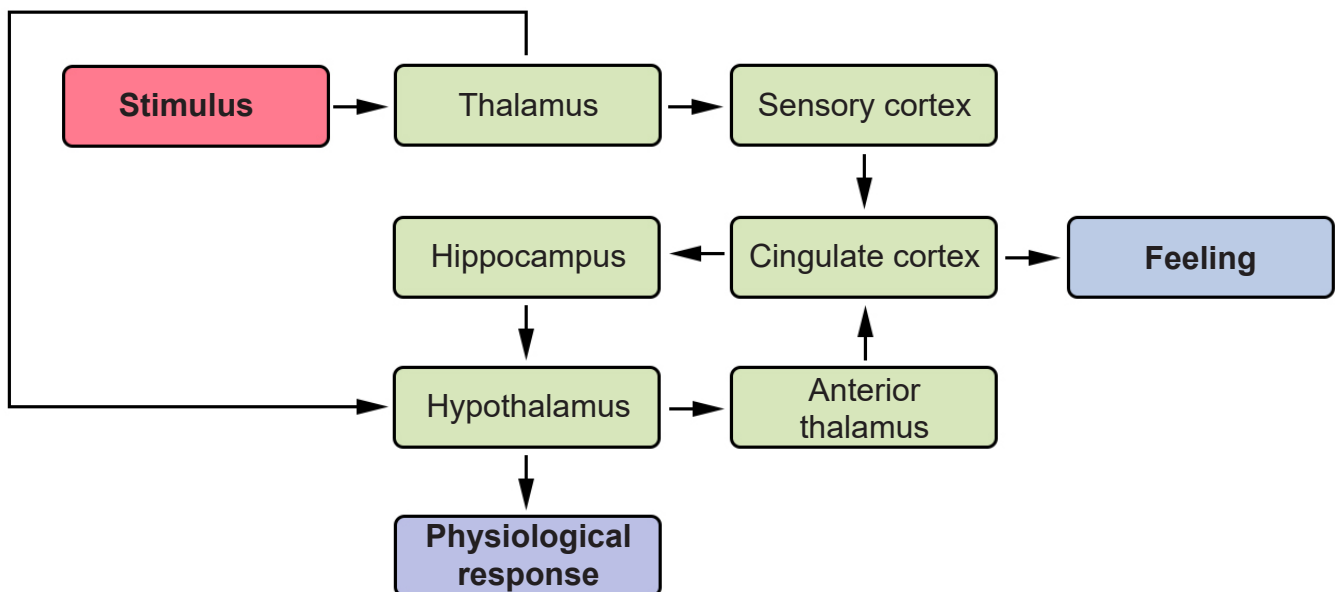 Stimulus
Thalamus
Sensory cortex
Hippocampus
Cingulate cortex
Feeling
Hypothalamus
Anterior
thalamus
Physiological
response